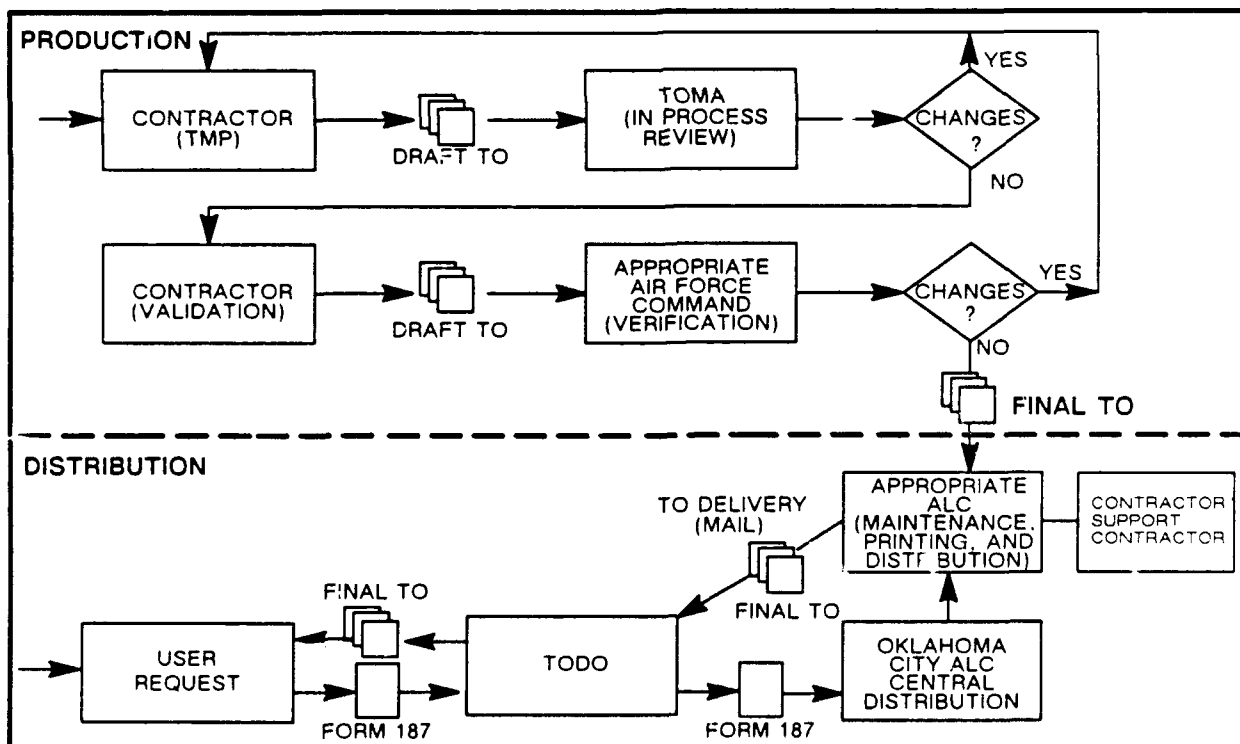 PRODUCTION
CONTRACTOR
(TMP)
DRAFT TO
TOMA
(IN PROCESS
REVIEW)
CHANGES
?
YES
NO
CONTRACTOR
(VALIDATION)
DRAFT TO
APPROPRIATE
AIR FORCE
COMMAND
(VERIFICATION)
CHANGES
?
YES
NO
FINAL TO
DISTRIBUTION
TO DELIVERY
(MAIL)
FINAL TO
APPROPRIATE
ALC
(MAINTENANCE,
PRINTING, AND
DISTRIBUTION)
CONTRACTOR
SUPPORT
CONTRACTOR
FINAL TO
USER
REQUEST
FORM 187
TODO
FORM 187
OKLAHOMA
CITY ALC
CENTRAL
DISTRIBUTION